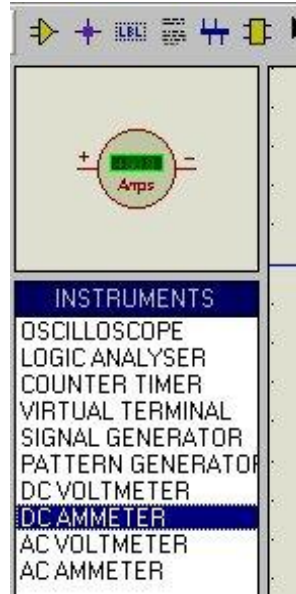 LBL
+ -
Amps
INSTRUMENTS
OSCILLOSCOPE
LOGIC ANALYSER
COUNTER TIMER
VIRTUAL TERMINAL
SIGNAL GENERATOR
PATTERN GENERATOR
DC VOLTMETER
DC AMMETER
AC VOLTMETER
AC AMMETER